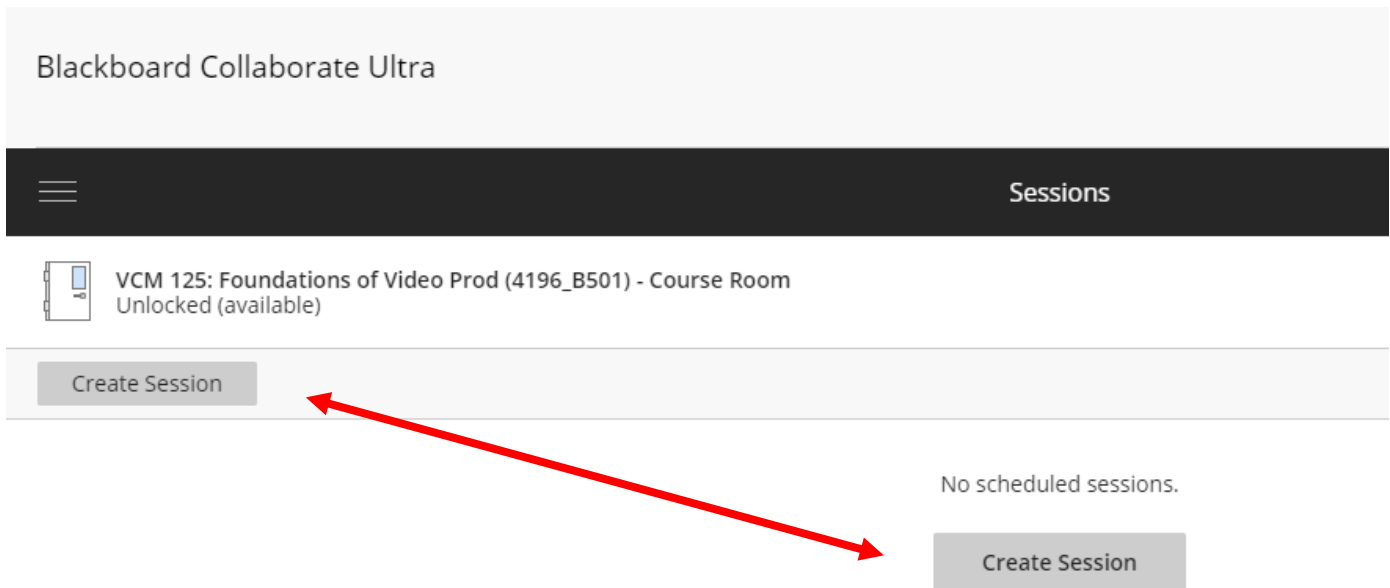 Blackboard Collaborate Ultra
Sessions
VCM 125: Foundations of Video Prod (4196_B501) - Course Room
Unlocked (available)
Create Session
No scheduled sessions.
Create Session